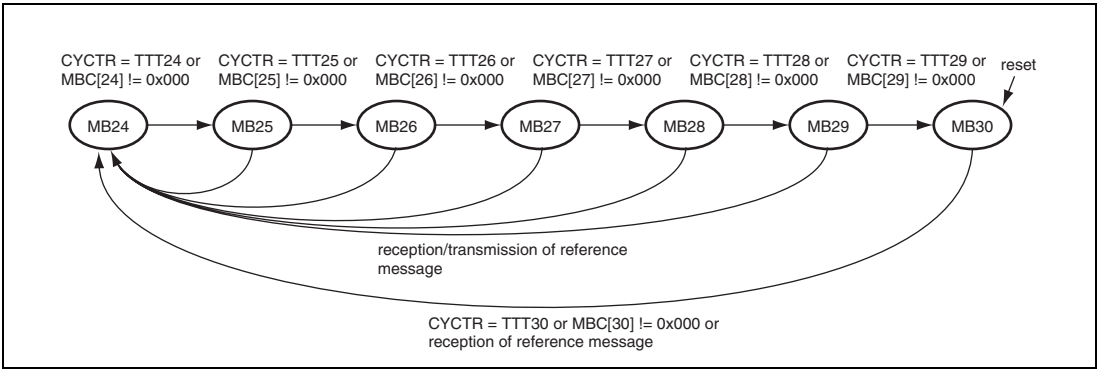 CYCTR = TTT24 or
MBC[24] != 0x000
CYCTR = TTT25 or
MBC[25] != 0x000
CYCTR = TTT26 or
MBC[26] != 0x000
CYCTR = TTT27 or
MBC[27] != 0x000
CYCTR = TTT28 or
MBC[28] != 0x000
CYCTR = TTT29 or
MBC[29] != 0x000
reset
MB24
MB25
MB26
MB27
MB28
MB29
MB30
reception/transmission of reference
message
CYCTR = TTT30 or MBC[30] != 0x000 or
reception of reference message